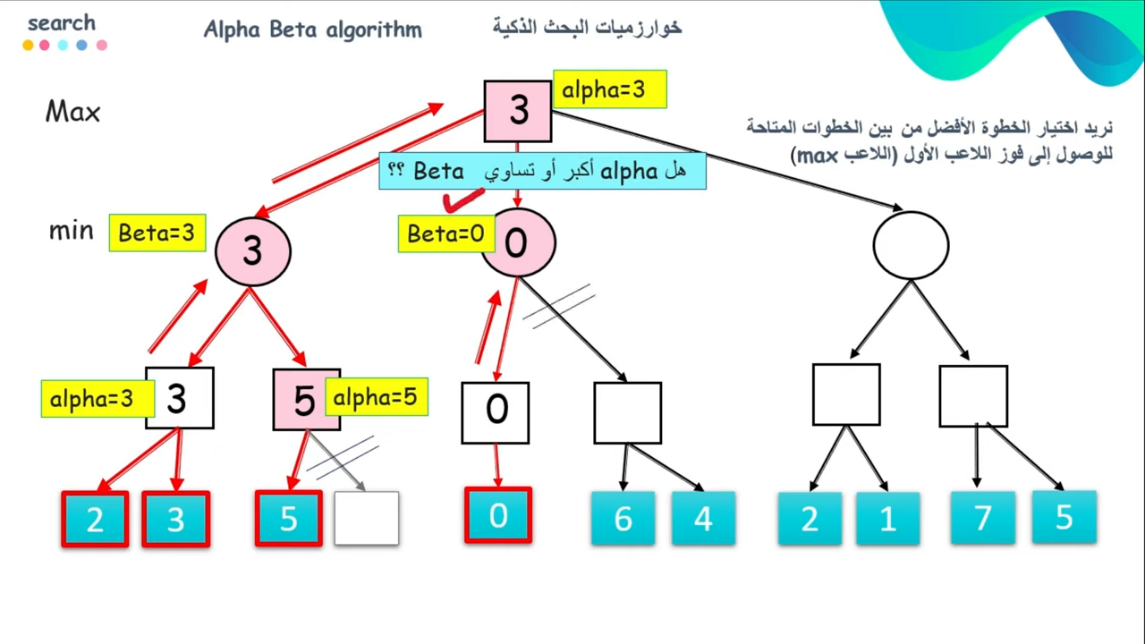 search
Alpha Beta algorithm
خوارزميات البحث الذكية
Max
3
alpha=3
نريد اختيار الخطوة الأفضل من بين الخطوات المتاحة
للوصول إلى فوز اللاعب الأول (اللاعب max)
هل alpha أكبر أو تساوي Beta ؟؟
min
Beta=3
3
Beta=0
0
alpha=3
3
5
alpha=5
0
2
3
5
0
6
4
2
1
7
5